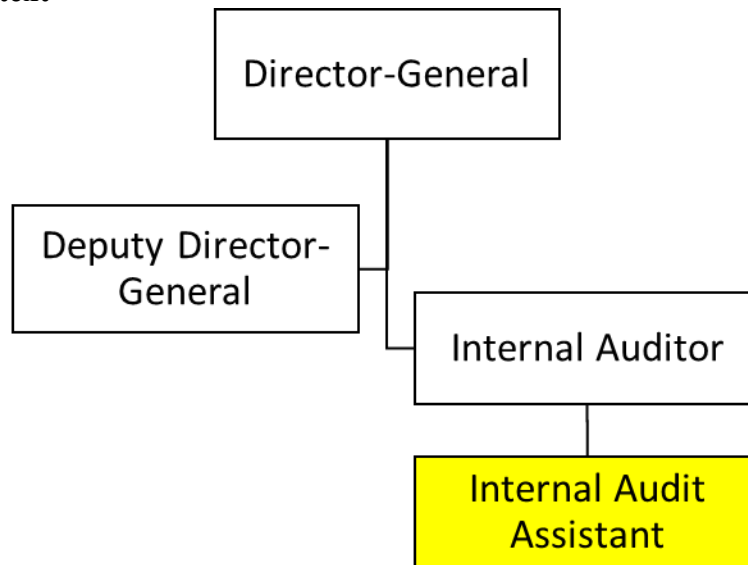 Director-General
Deputy Director-
General
Internal Auditor
Internal Audit
Assistant